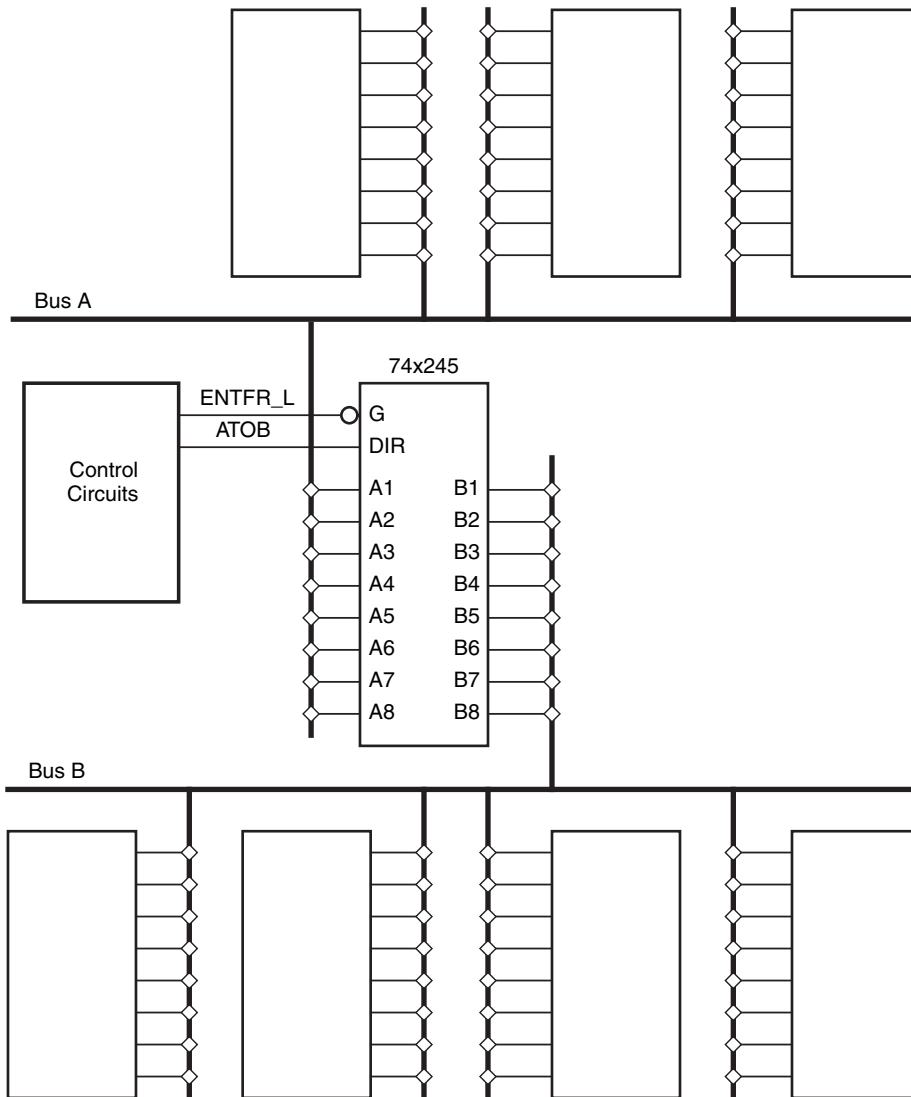 Bus A
74x245
ENTFR_L
G
ATOB
DIR
Control
Circuits
A1 B1
A2 B2
A3 B3
A4 B4
A5 B5
A6 B6
A7 B7
A8 B8
Bus B